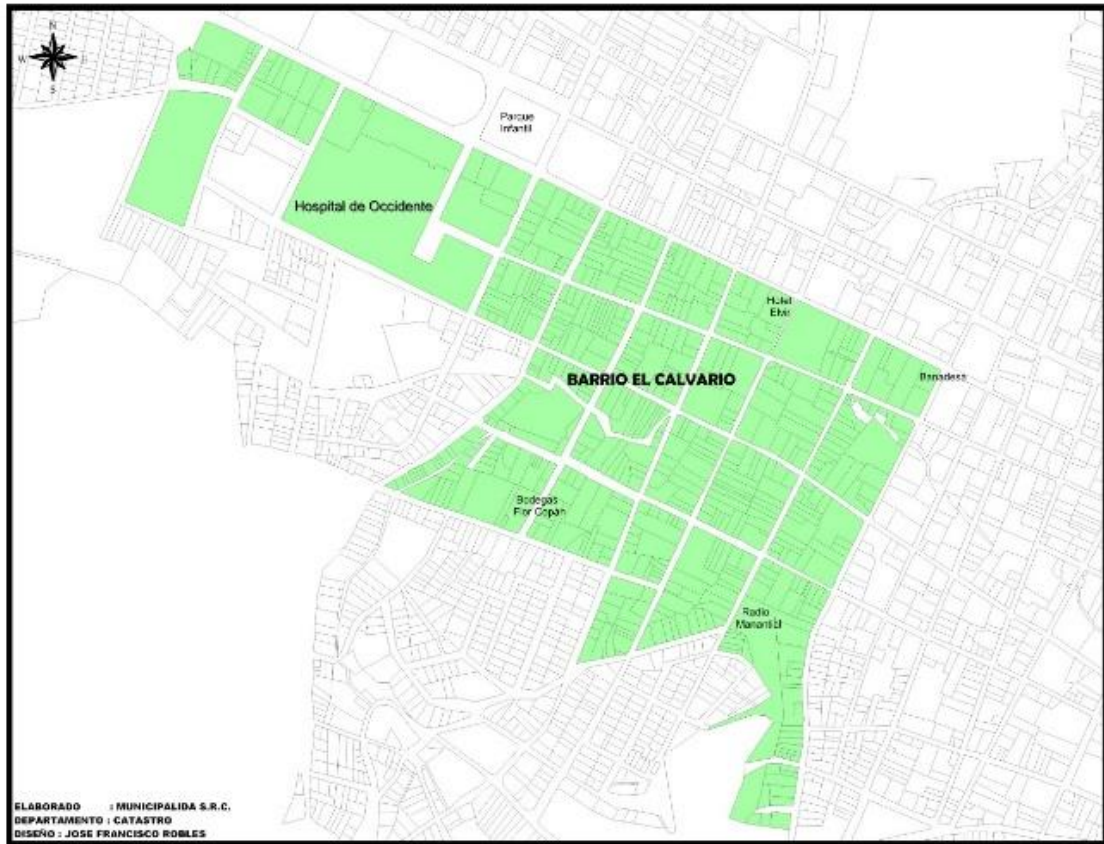 N
W E
S
Parque
Infantil
Hospital de Occidente
Hotel
Elvir
BARRIO EL CALVARIO
Banadesa
Bodegas
Flor Copán
Radio
Manantial
ELABORADO : MUNICIPALIDA S.R.C.
DEPARTAMENTO : CATASTRO
DISEÑO : JOSE FRANCISCO ROBLES